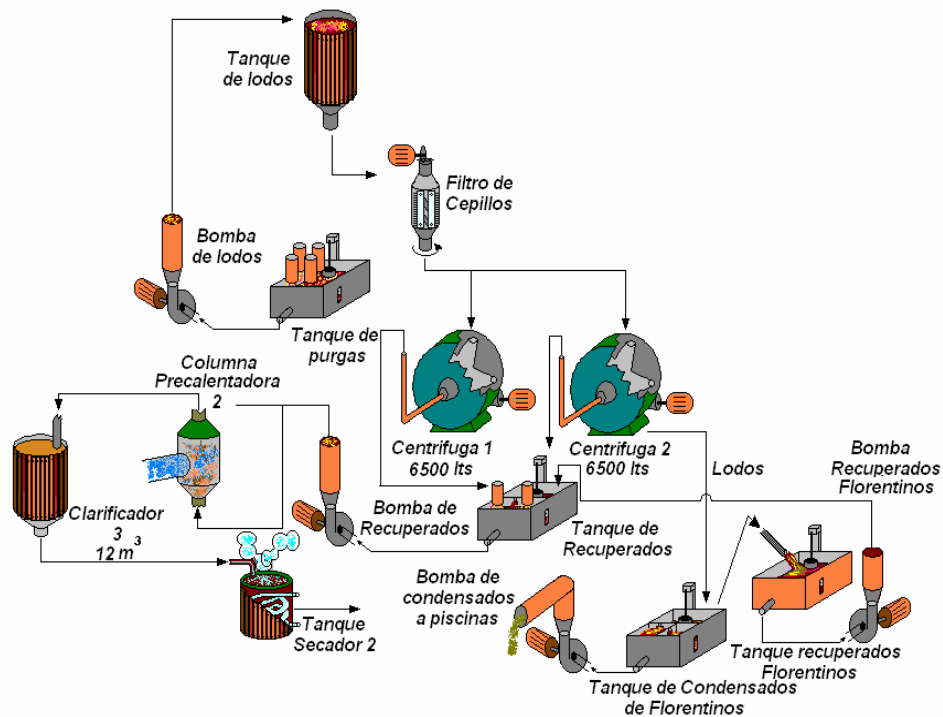 Tanque
de lodos
Filtro de
Cepillos
Bomba
de lodos
Tanque de
purgas
Columna
Precalentadora
2
Centrifuga 1
6500 lts
Centrifuga 2
6500 lts
Lodos
Bomba
Recuperados
Florentinos
Clarificador
3
12 m3
Bomba de
Recuperados
Tanque de
Recuperados
Bomba de
condensados
a piscinas
Tanque
Secador 2
Tanque recuperados
Florentinos
Tanque de Condensados
de Florentinos